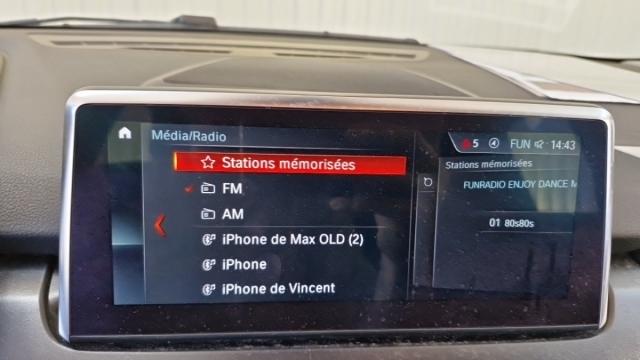 Média/Radio
5 FUN 14:43
Stations mémorisées
FM
AM
iPhone de Max OLD (2)
iPhone
iPhone de Vincent
Stations mémorisées
FUNRADIO ENJOY DANCE M
01 80s80s